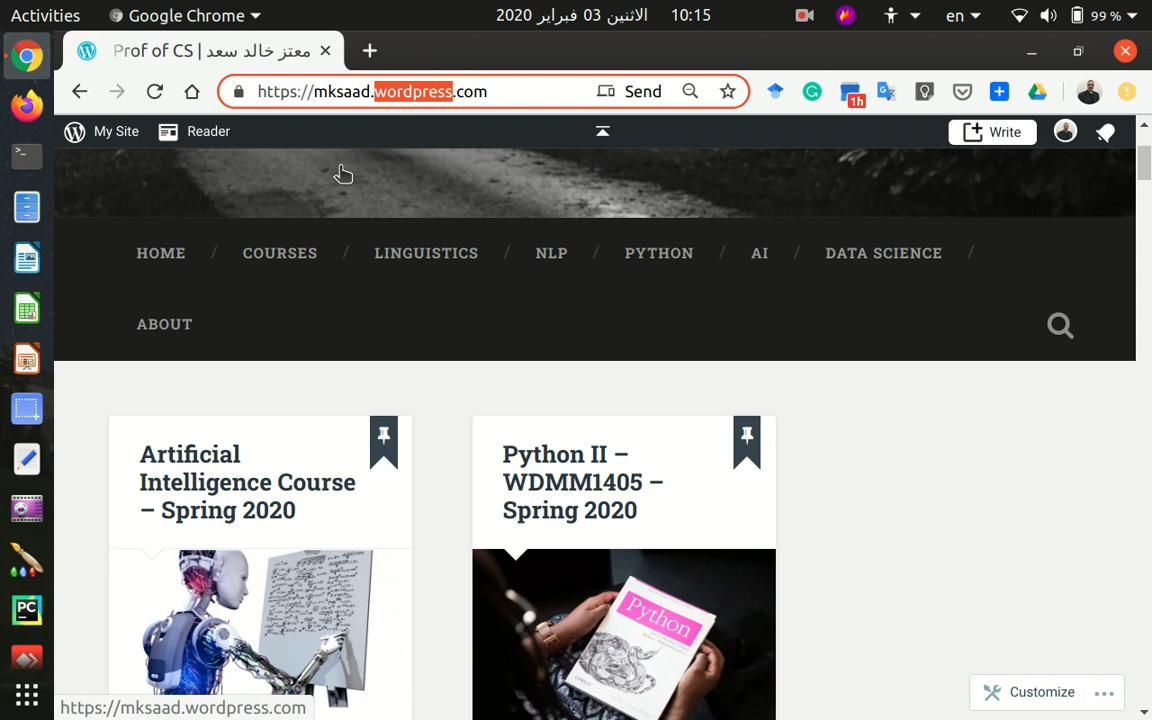 Activities Google Chrome 2020 الاثنين 03 فبراير 10:15 en 99 %
Prof of CS | معتز خالد سعد
https://mksaad.wordpress.com Send 1h
My Site Reader Write
HOME / COURSES / LINGUISTICS / NLP / PYTHON / AI / DATA SCIENCE /
ABOUT
Artificial
Intelligence Course
– Spring 2020
Python II –
WDMM1405 –
Spring 2020
Python
PC
Customize
https://mksaad.wordpress.com